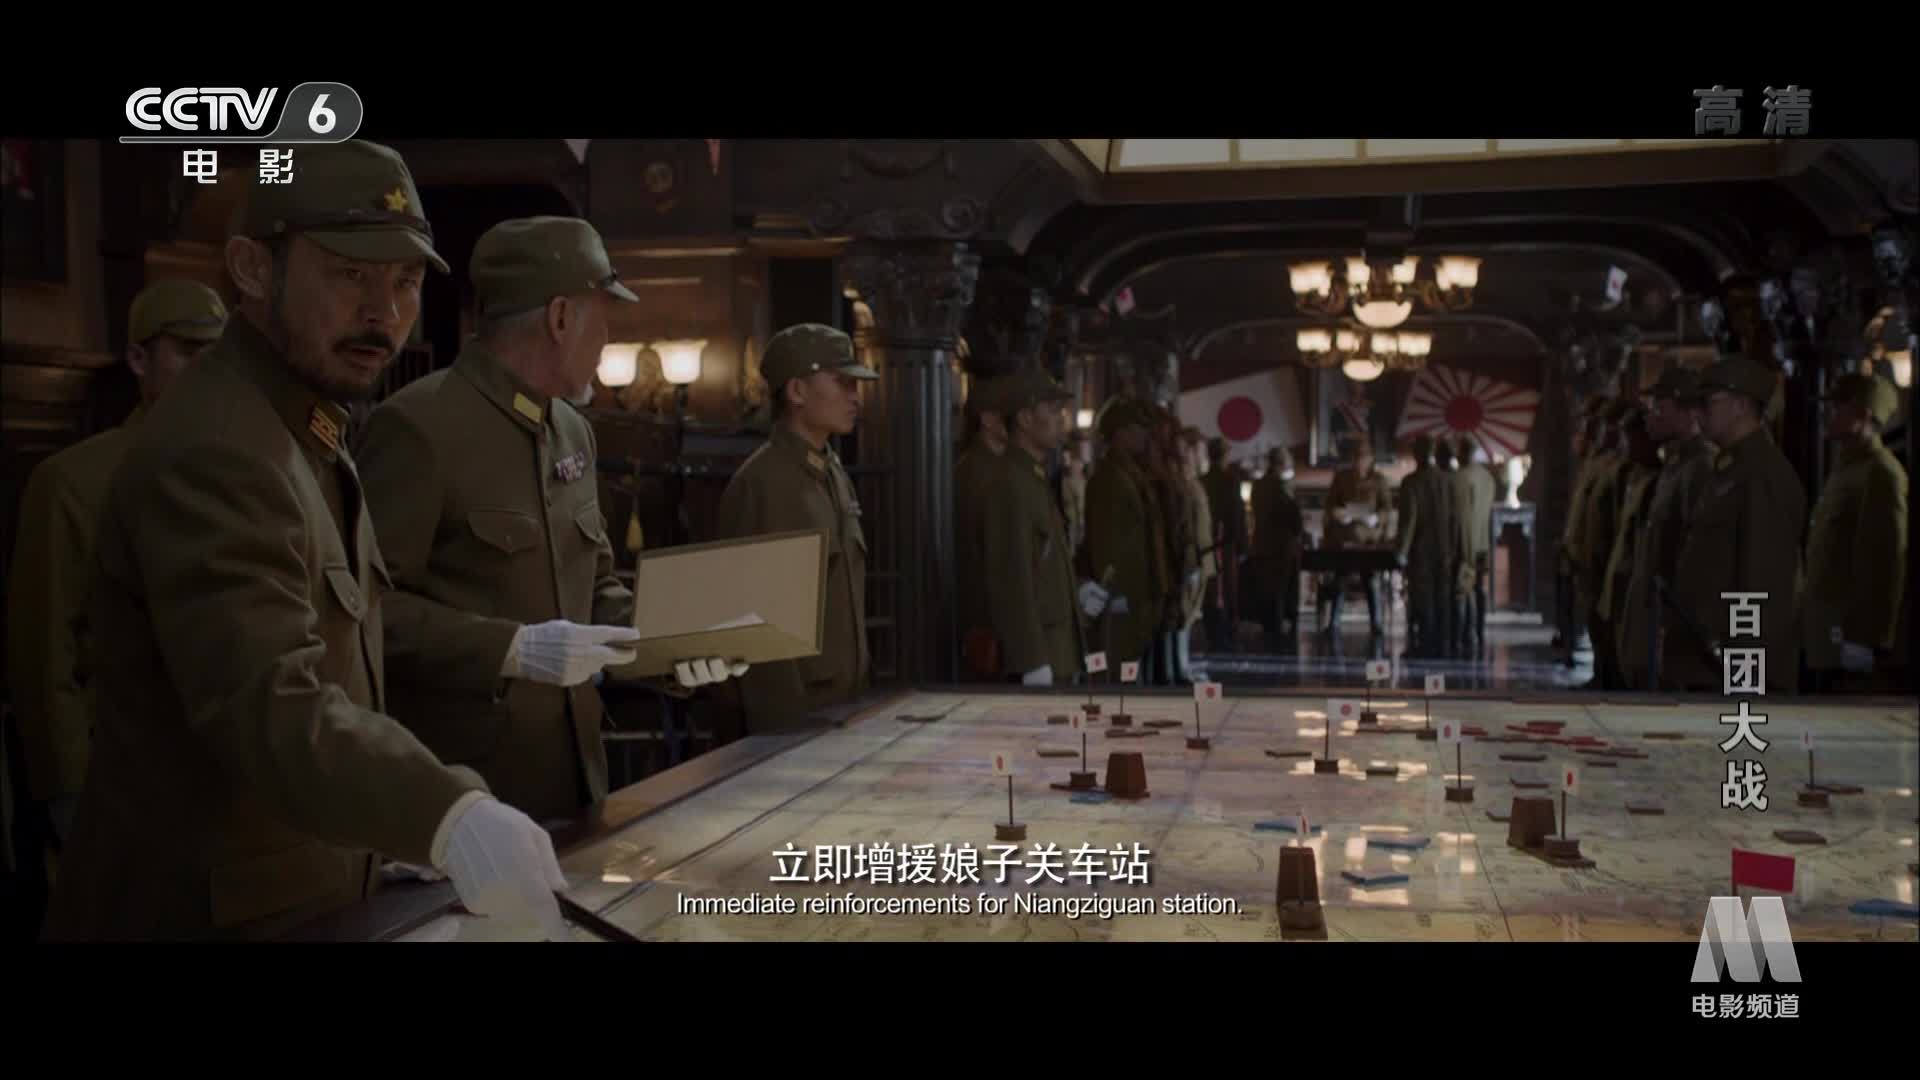 CCTV 6
电影
高清
百团大战
立即增援娘子关车站
Immediate reinforcements for Niangziguan station.
电影频道